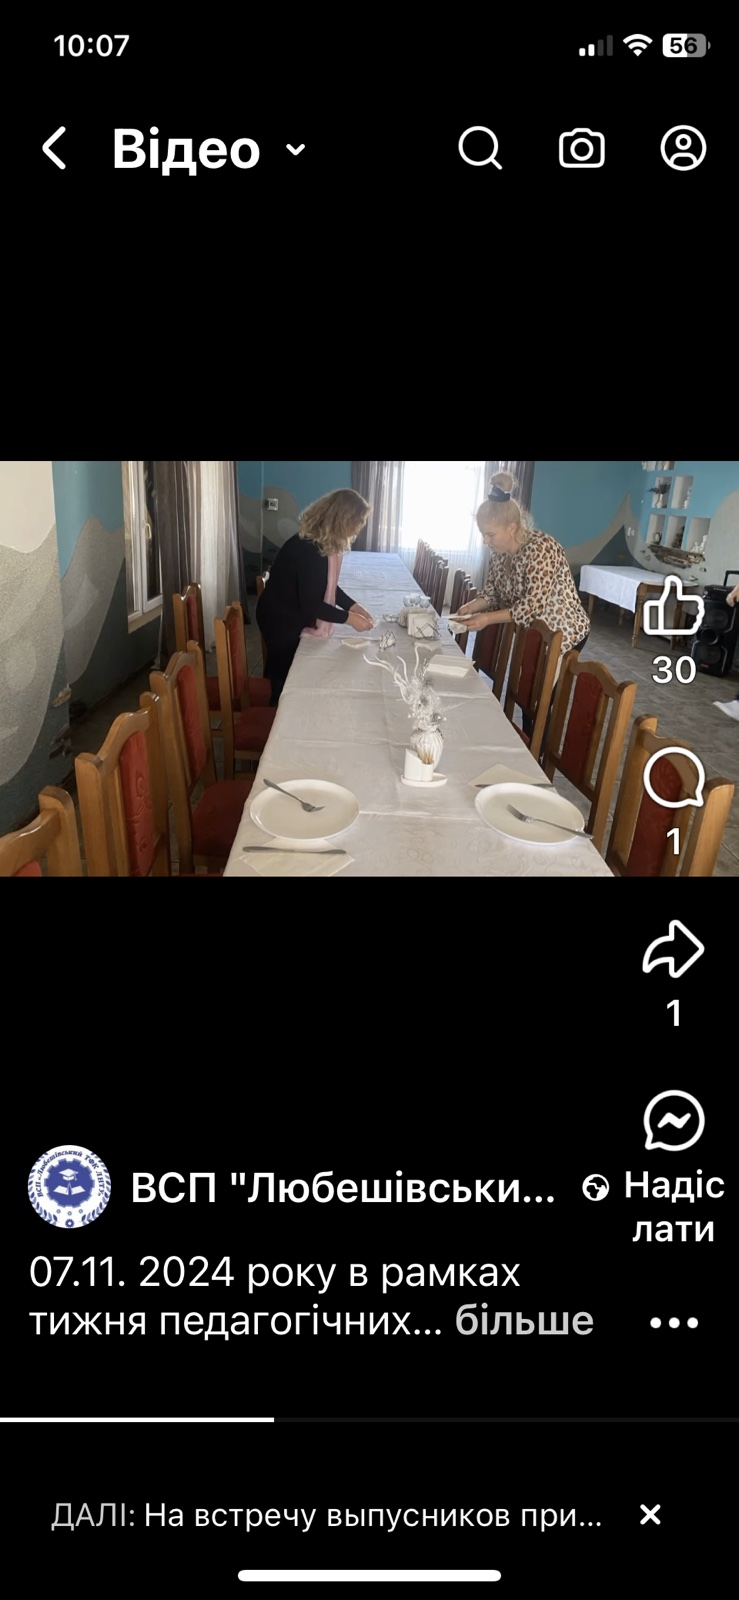 10:07
56
Відео
30
1
1
ВСП "Любешівськи...
Надіс
лати
07.11. 2024 року в рамках
тижня педагогічних... більше
ДАЛІ: На встречу выпусников при...